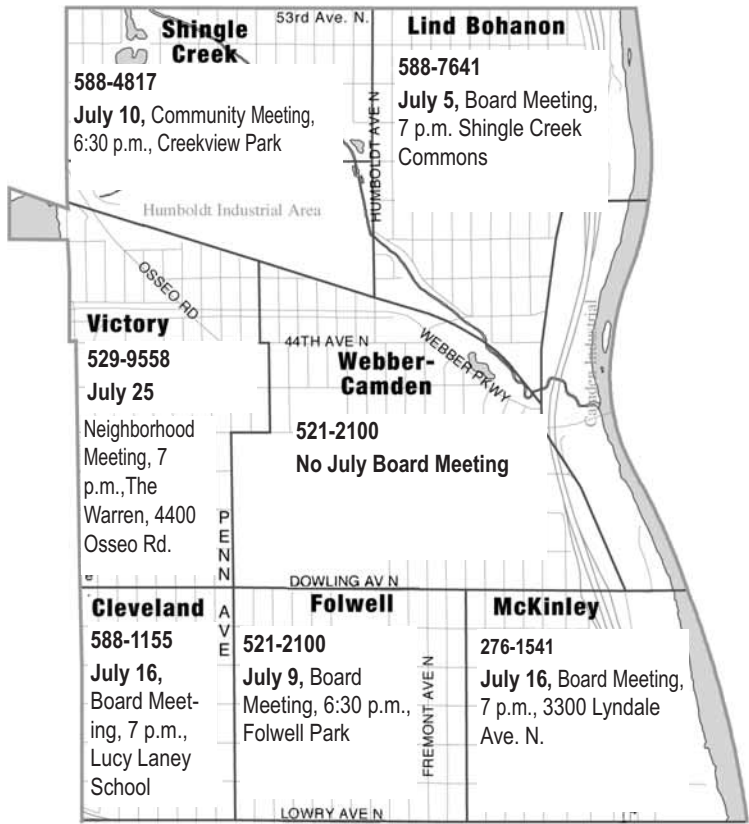 53rd Ave. N.
Shingle
Creek
588-4817
July 10, Community Meeting,
6:30 p.m., Creekview Park
Lind Bohanon
588-7641
July 5, Board Meeting,
7 p.m. Shingle Creek
Commons
HUMBOLDT AVE N
Humboldt Industrial Area
OSSEO RD
Victory
529-9558
July 25
Neighborhood
Meeting, 7
p.m.,The
Warren, 4400
Osseo Rd.
44TH AVE N
WEBBER PKWY
Webber-
Camden
521-2100
No July Board Meeting
Camden Industrial
PENN AVE
DOWLING AV N
Cleveland
588-1155
July 16,
Board Meet-
ing, 7 p.m.,
Lucy Laney
School
Folwell
521-2100
July 9, Board
Meeting, 6:30 p.m.,
Folwell Park
FREMONT AVE N
McKinley
276-1541
July 16, Board Meeting,
7 p.m., 3300 Lyndale
Ave. N.
LOWRY AVE N